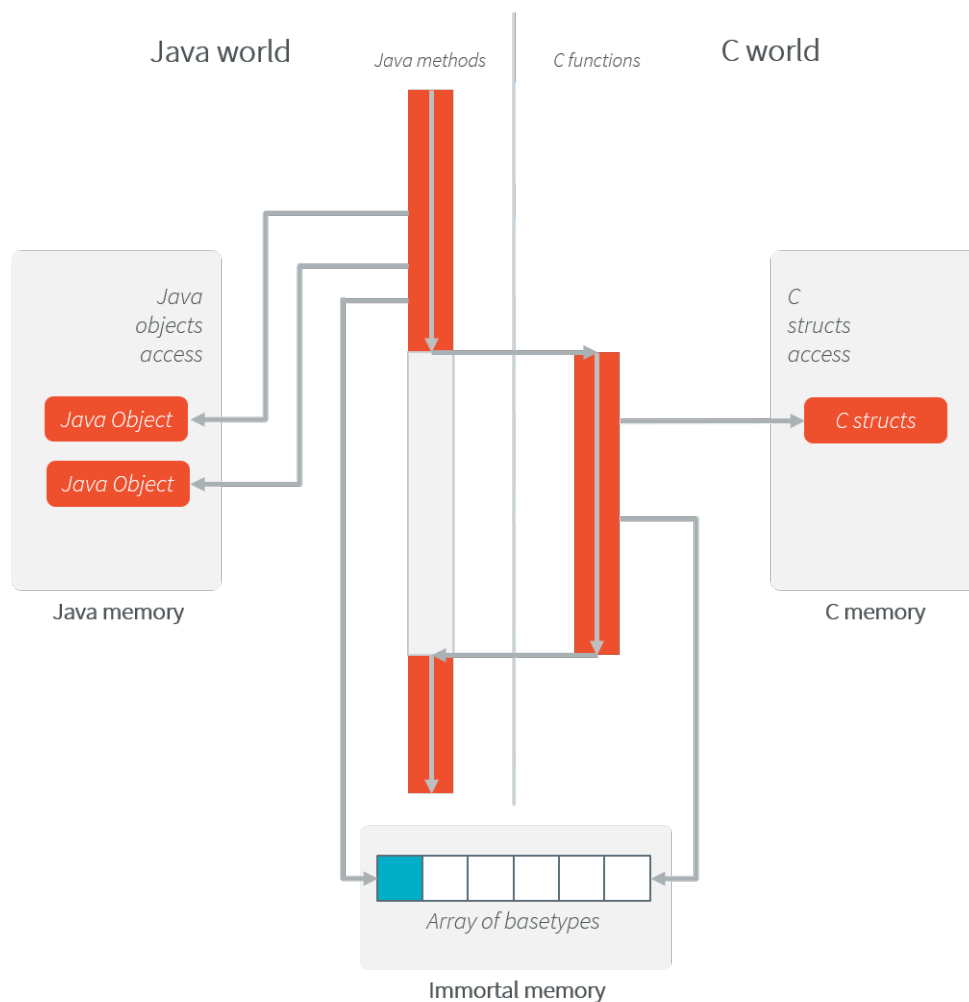 Java world
Java methods
C functions
C world
Java
objects
access
Java Object
Java Object
Java memory
C
structs
access
C structs
C memory
Array of basetypes
Immortal memory